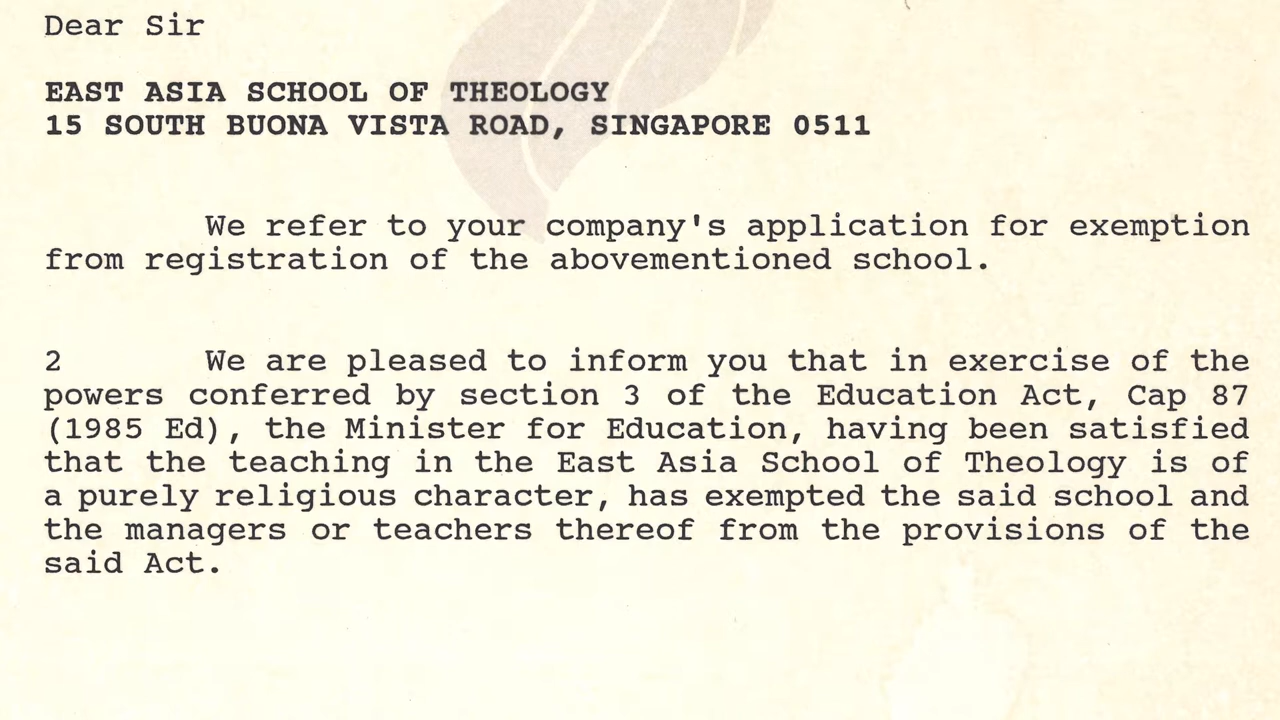 Dear Sir
EAST ASIA SCHOOL OF THEOLOGY
15 SOUTH BUONA VISTA ROAD, SINGAPORE 0511
We refer to your company's application for exemption
from registration of the abovementioned school.
2 We are pleased to inform you that in exercise of the
powers conferred by section 3 of the Education Act, Cap 87
(1985 Ed), the Minister for Education, having been satisfied
that the teaching in the East Asia School of Theology is of
a purely religious character, has exempted the said school and
the managers or teachers thereof from the provisions of the
said Act.